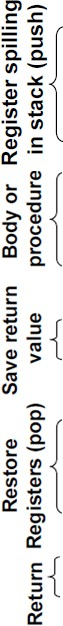 Register spilling
in stack (push)
Body or
procedure
Save return
value
Restore
Registers (pop)
Return